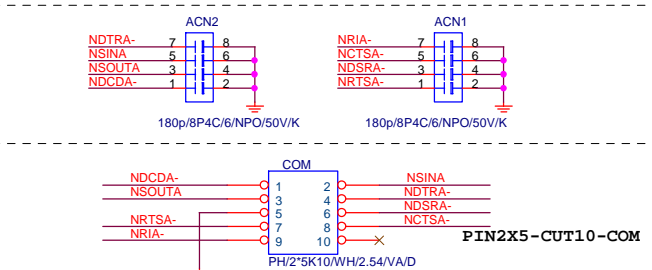 ACN2
NDTRA- 7 8
NSINA 5 6
NSOUTA 3 4
NDCDA- 1 2
180p/8P4C/6/NPO/50V/K
ACN1
NRIA- 7 8
NCTSA- 5 6
NDSRA- 3 4
NRTSA- 1 2
180p/8P4C/6/NPO/50V/K
COM
NDCDA- 1 2 NSINA
NSOUTA 3 4 NDTRA-
5 6 NDSRA-
NRTSA- 7 8 NCTSA-
NRIA- 9 10
PIN2X5-CUT10-COM
PH/2*5K10/WH/2.54/VA/D